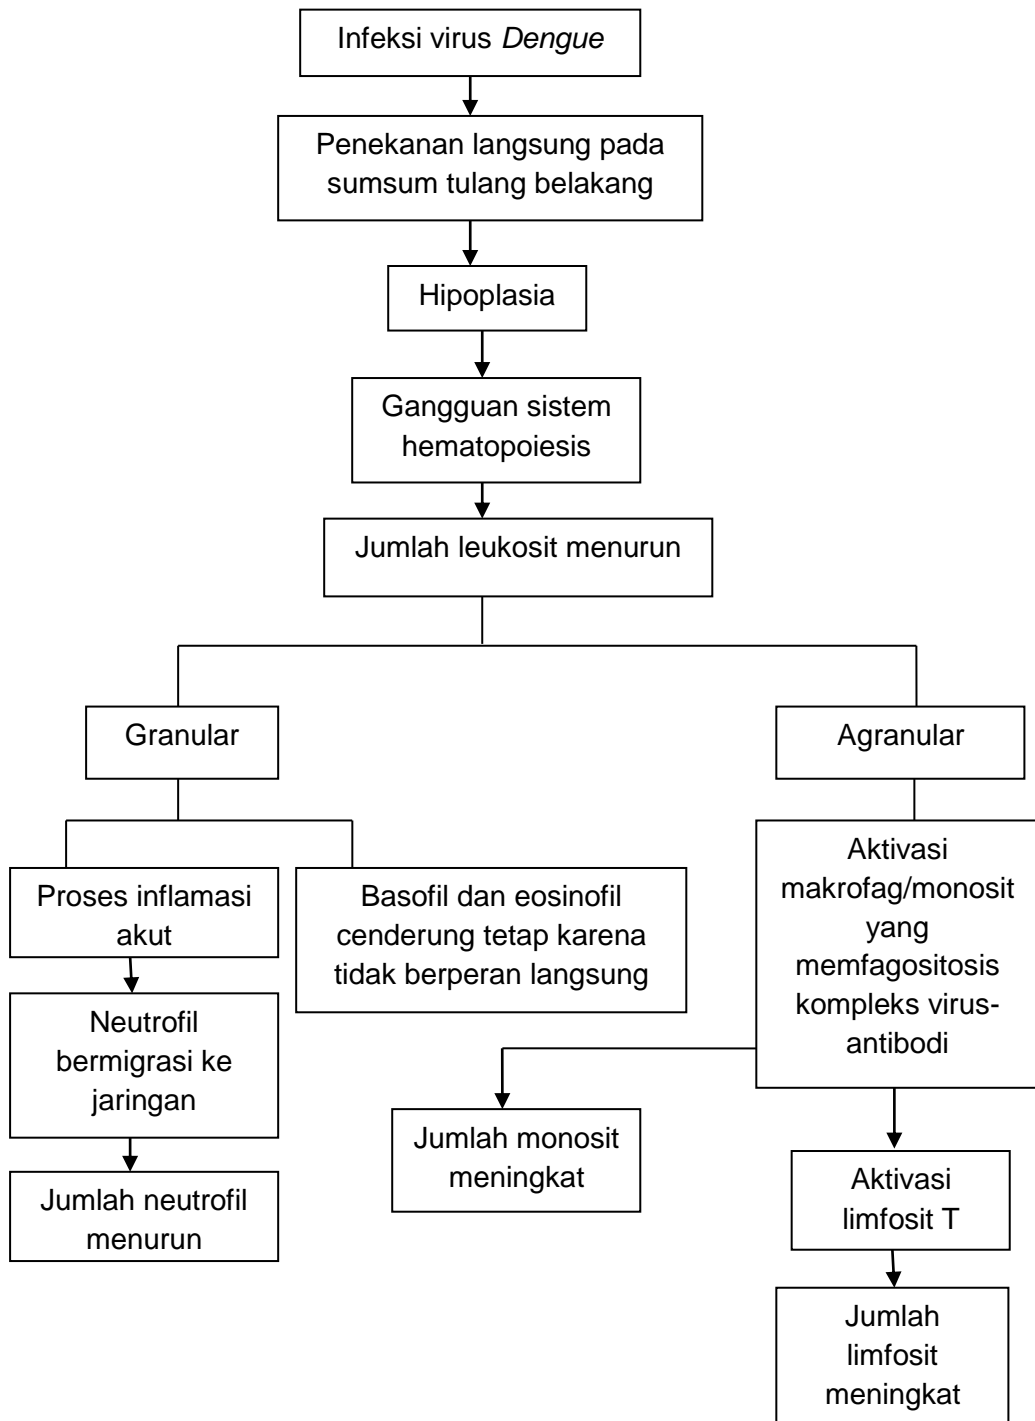 Infeksi virus Dengue
Penekanan langsung pada
sumsum tulang belakang
Hipoplasia
Gangguan sistem
hematopoiesis
Jumlah leukosit menurun
Granular
Agranular
Proses inflamasi
akut
Basofil dan eosinofil
cenderung tetap karena
tidak berperan langsung
Aktivasi
makrofag/monosit
yang
memfagositosis
kompleks virus-
antibodi
Neutrofil
bermigrasi ke
jaringan
Jumlah monosit
meningkat
Jumlah neutrofil
menurun
Aktivasi
limfosit T
Jumlah
limfosit
meningkat